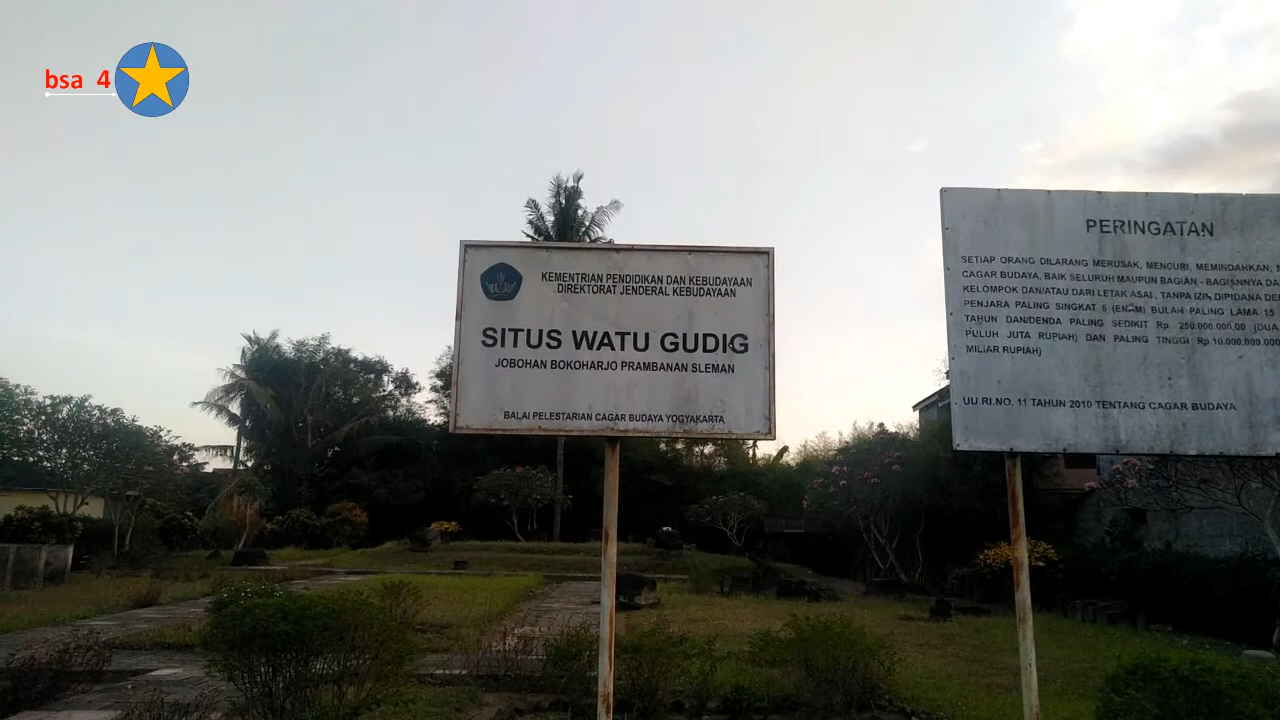 bsa 4
KEMENTRIAN PENDIDIKAN DAN KEBUDAYAAN
DIREKTORAT JENDERAL KEBUDAYAAN
SITUS WATU GUDIG
JOBOHAN BOKOHARJO PRAMBANAN SLEMAN
BALAI PELESTARIAN CAGAR BUDAYA YOGYAKARTA
PERINGATAN
SETIAP ORANG DILARANG MERUSAK, MENCURI, MEMINDAHKAN,
CAGAR BUDAYA, BAIK SELURUH MAUPUN BAGIAN - BAGIANNYA
KELOMPOK DAN/ATAU DARI LETAK ASAL, TANPA IZIN DIPIDANA
PENJARA PALING SINGKAT 6 (ENAM) BULAN PALING LAMA 15
TAHUN DAN/DENDA PALING SEDIKIT Rp. 250.000.000,00 (DUA
PULUH JUTA RUPIAH) DAN PALING TINGGI Rp.10.000.000.000
MILIAR RUPIAH)
UU.RI.NO. 11 TAHUN 2010 TENTANG CAGAR BUDAYA